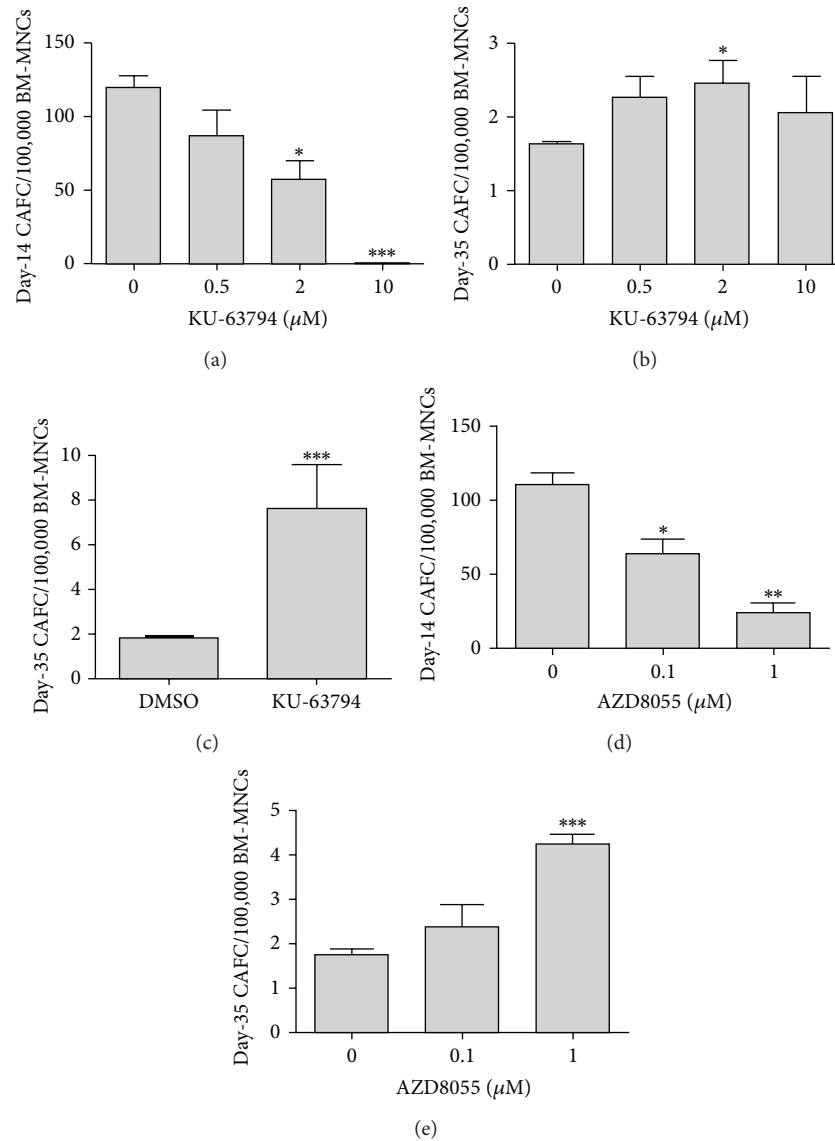 150
100
50
0
Day-14 CAFC/100,000 BM-MNCs
*
***
0 0.5 2 10
KU-63794 (μM)
(a)
3
2
1
0
Day-35 CAFC/100,000 BM-MNCs
*
0 0.5 2 10
KU-63794 (μM)
(b)
10
8
6
4
2
0
Day-35 CAFC/100,000 BM-MNCs
***
DMSO KU-63794
(c)
150
100
50
0
Day-14 CAFC/100,000 BM-MNCs
*
**
0 0.1 1
AZD8055 (μM)
(d)
5
4
3
2
1
0
Day-35 CAFC/100,000 BM-MNCs
***
0 0.1 1
AZD8055 (μM)
(e)